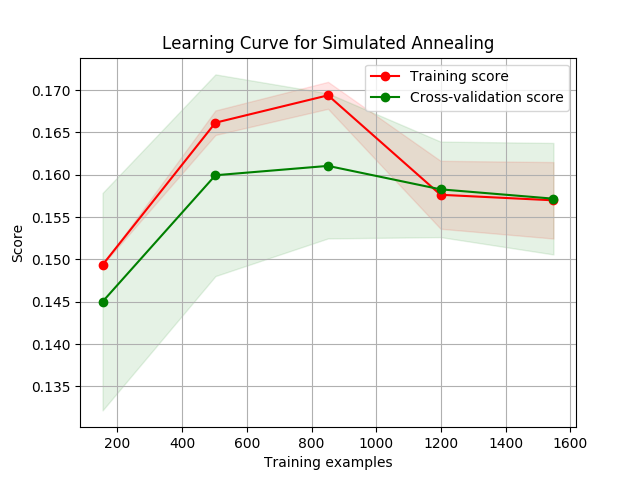 Learning Curve for Simulated Annealing
Training score
Cross-validation score
0.170
0.165
0.160
0.155
0.150
0.145
0.140
0.135
Score
200 400 600 800 1000 1200 1400 1600
Training examples